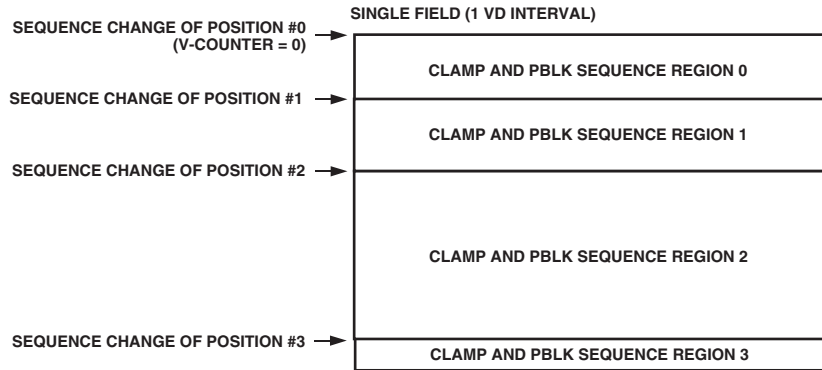 SINGLE FIELD (1 VD INTERVAL)
SEQUENCE CHANGE OF POSITION #0
(V-COUNTER = 0)
CLAMP AND PBLK SEQUENCE REGION 0
SEQUENCE CHANGE OF POSITION #1
CLAMP AND PBLK SEQUENCE REGION 1
SEQUENCE CHANGE OF POSITION #2
CLAMP AND PBLK SEQUENCE REGION 2
SEQUENCE CHANGE OF POSITION #3
CLAMP AND PBLK SEQUENCE REGION 3